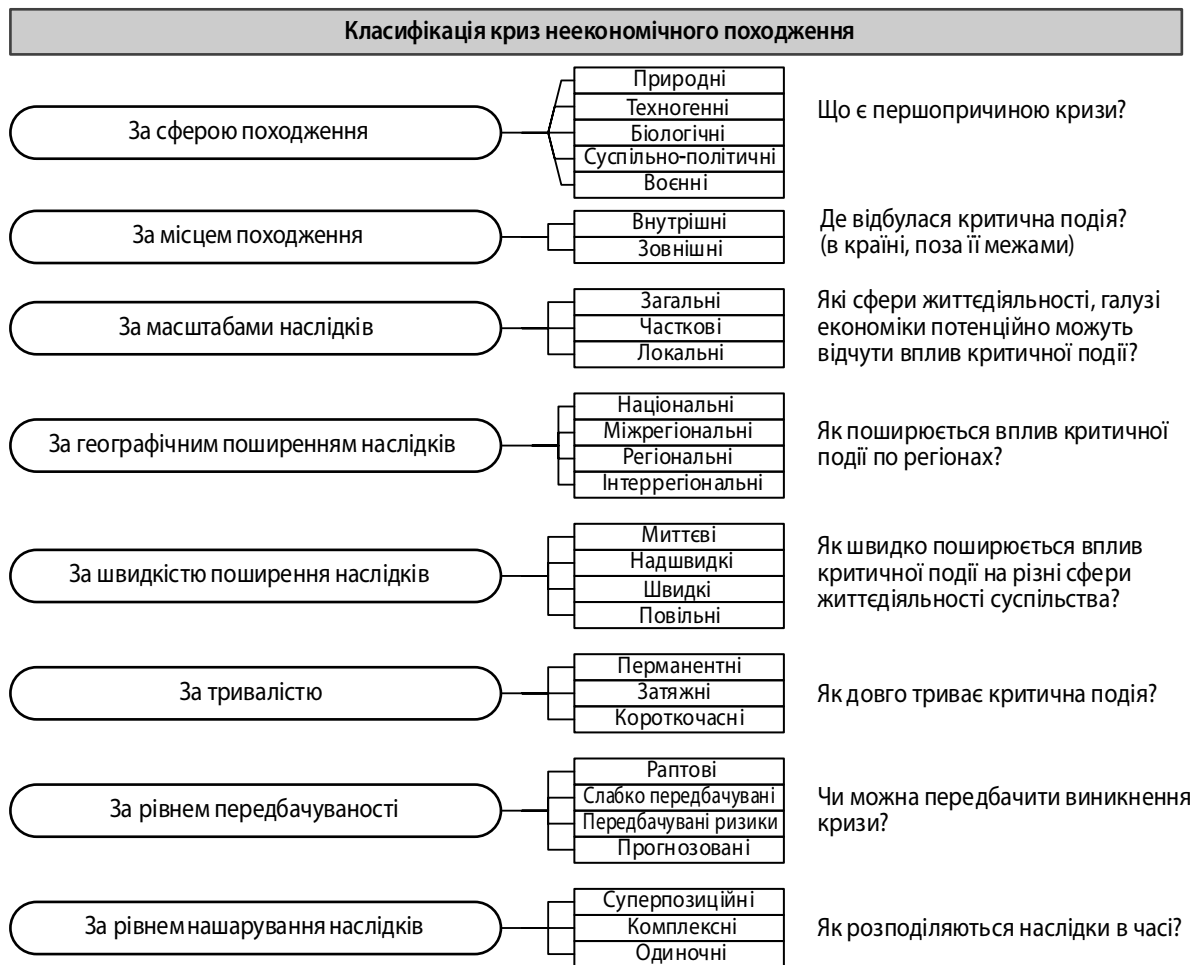 Класифікація криз неекономічного походження
За сферою походження
Природні
Техногенні
Біологічні
Суспільно-політичні
Воєнні
Що є першопричиною кризи?
За місцем походження
Внутрішні
Зовнішні
Де відбулася критична подія?
(в країні, поза її межами)
За масштабами наслідків
Загальні
Часткові
Локальні
Які сфери життєдіяльності, галузі
економіки потенційно можуть
відчути вплив критичної події?
За географічним поширенням наслідків
Національні
Міжрегіональні
Регіональні
Інтеррегіональні
Як поширюється вплив критичної
події по регіонах?
За швидкістю поширення наслідків
Миттєві
Надшвидкі
Швидкі
Повільні
Як швидко поширюється вплив
критичної події на різні сфери
життєдіяльності суспільства?
За тривалістю
Перманентні
Затяжні
Короткочасні
Як довго триває критична подія?
За рівнем передбачуваності
Раптові
Слабко передбачувані
Передбачувані ризики
Прогнозовані
Чи можна передбачити виникнення
кризи?
За рівнем нашарування наслідків
Суперпозиційні
Комплексні
Одиночні
Як розподіляються наслідки в часі?